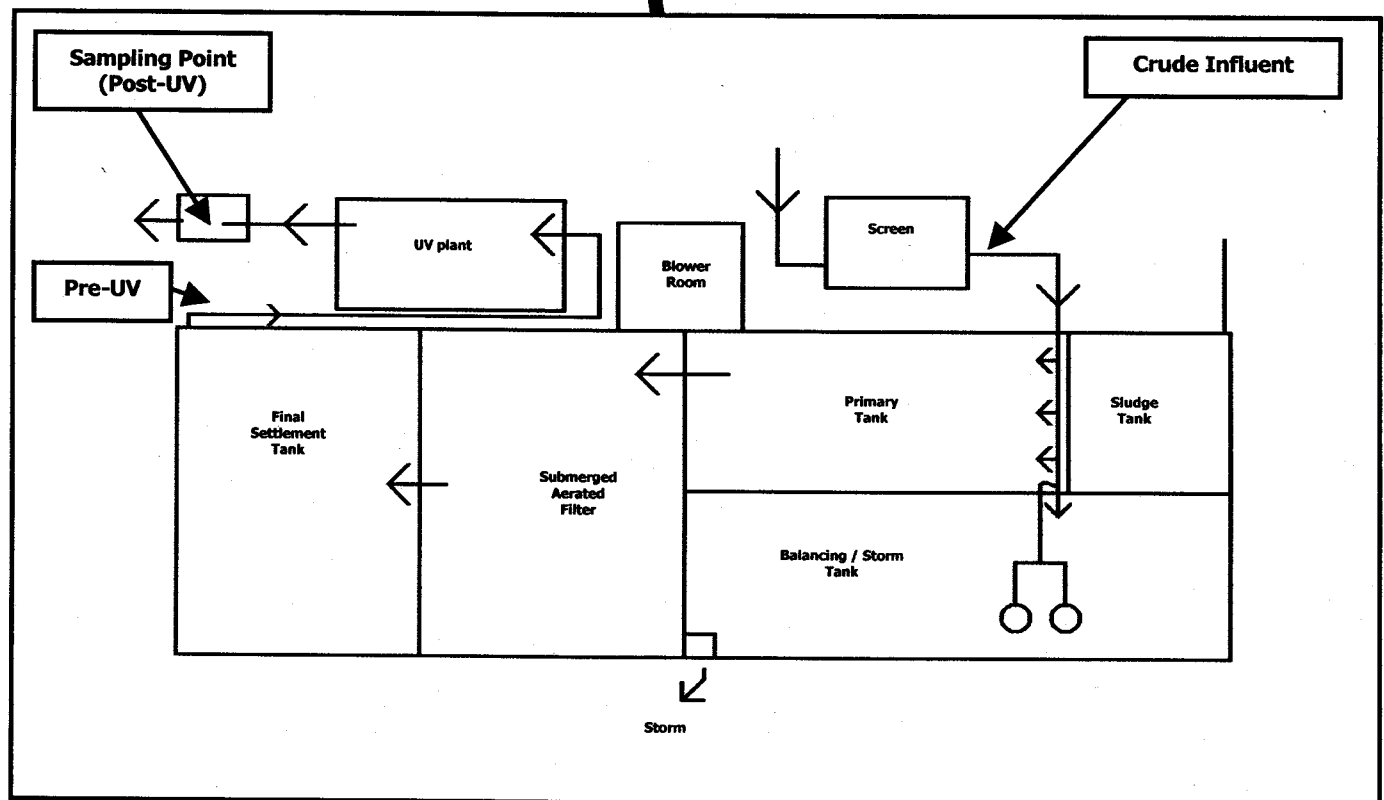 Sampling Point
(Post-UV)
Crude Influent
Screen
UV plant
Blower
Room
Pre-UV
Primary
Tank
Sludge
Tank
Final
Settlement
Tank
Submerged
Aerated
Filter
Balancing / Storm
Tank
Storm